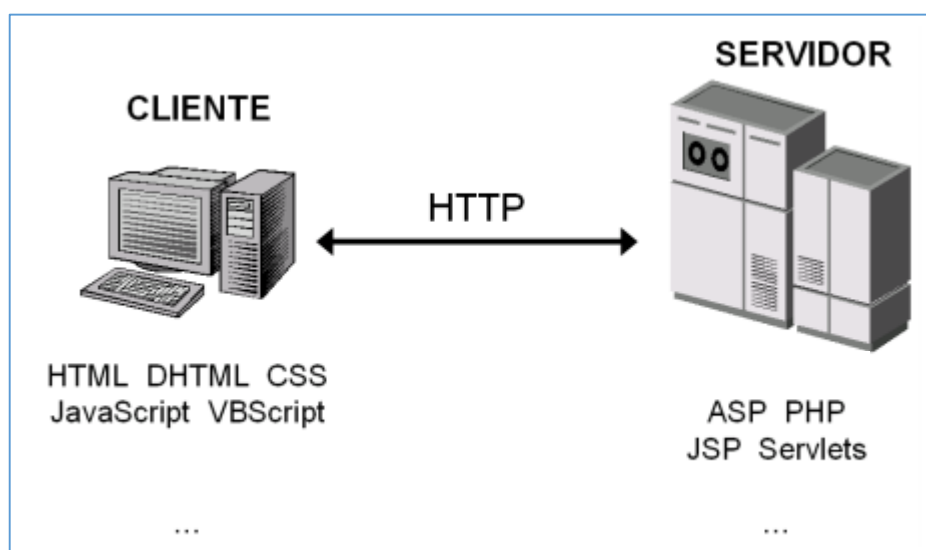 SERVIDOR
CLIENTE
HTTP
HTML DHTML CSS
JavaScript VBScript
ASP PHP
JSP Servlets
...
...